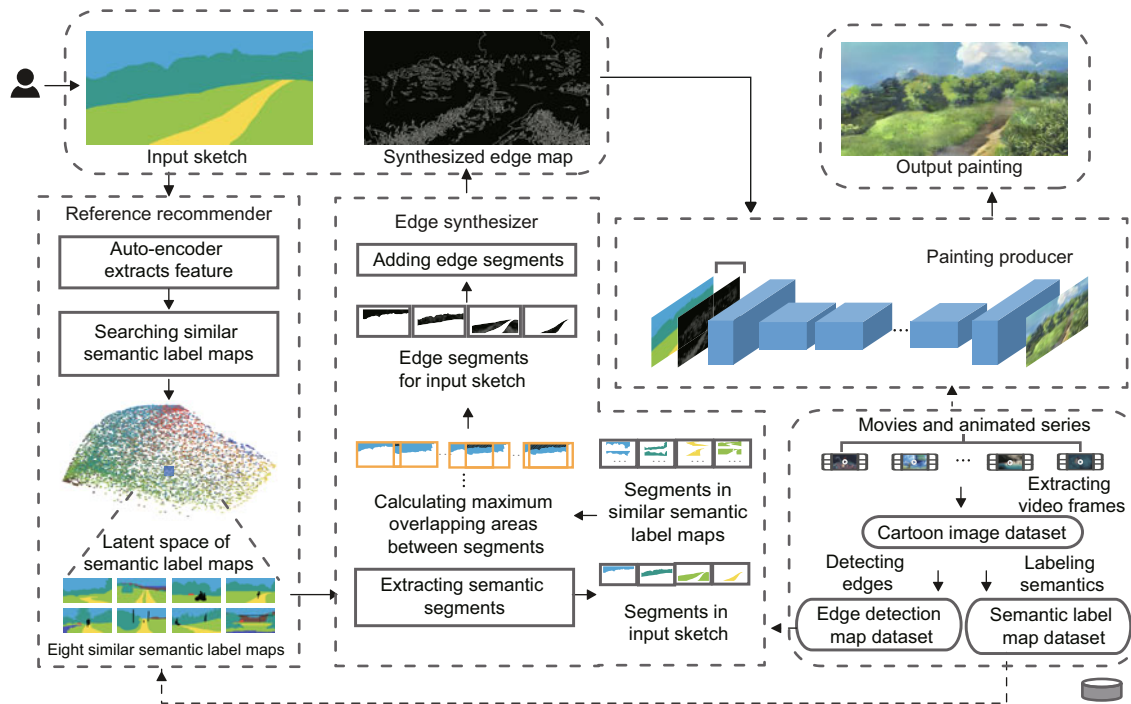 Input sketch
Synthesized edge map
Output painting
Reference recommender
Auto-encoder
extracts feature
Searching similar
semantic label maps
Latent space of
semantic label maps
Eight similar semantic label maps
Edge synthesizer
Adding edge segments
Edge segments
for input sketch
Calculating maximum
overlapping areas
between segments
Extracting semantic
segments
Segments in
similar semantic
label maps
Segments in
input sketch
Painting producer
Movies and animated series
Extracting
video frames
Cartoon image dataset
Detecting
edges
Labeling
semantics
Edge detection
map dataset
Semantic label
map dataset